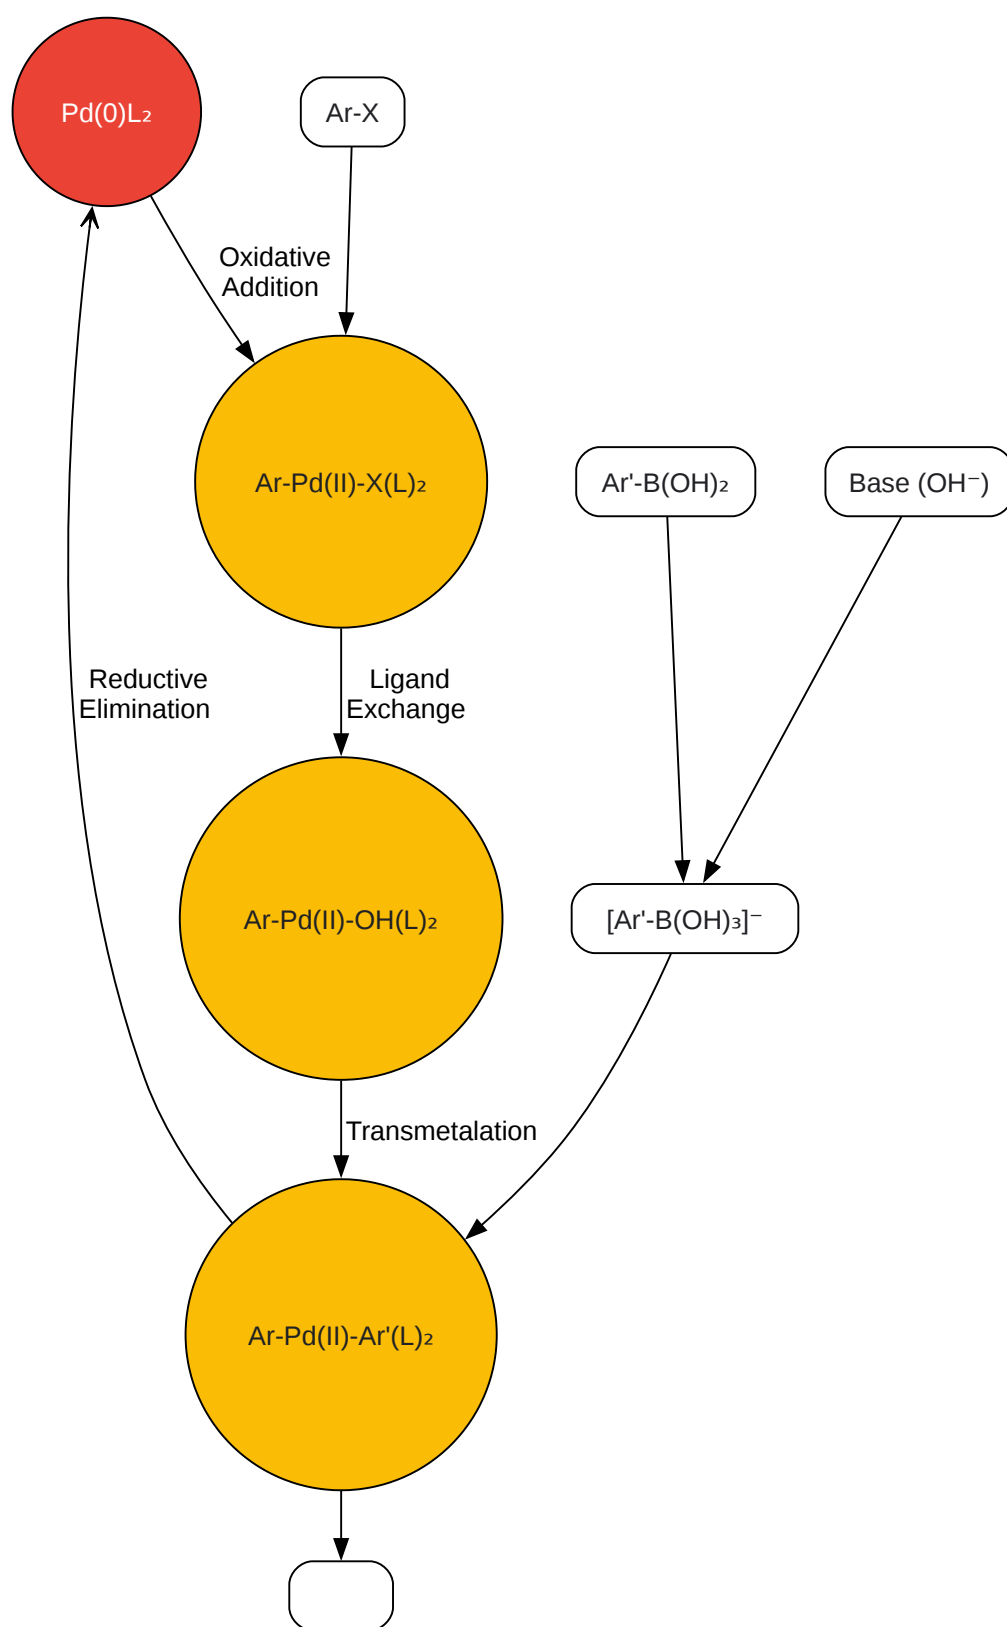 Pd(0)L₂
Ar-X
Oxidative
Addition
Ar-Pd(II)-X(L)₂
Ar'-B(OH)₂
Base (OH⁻)
Reductive
Elimination
Ligand
Exchange
Ar-Pd(II)-OH(L)₂
[Ar'-B(OH)₃]⁻
Transmetalation
Ar-Pd(II)-Ar'(L)₂